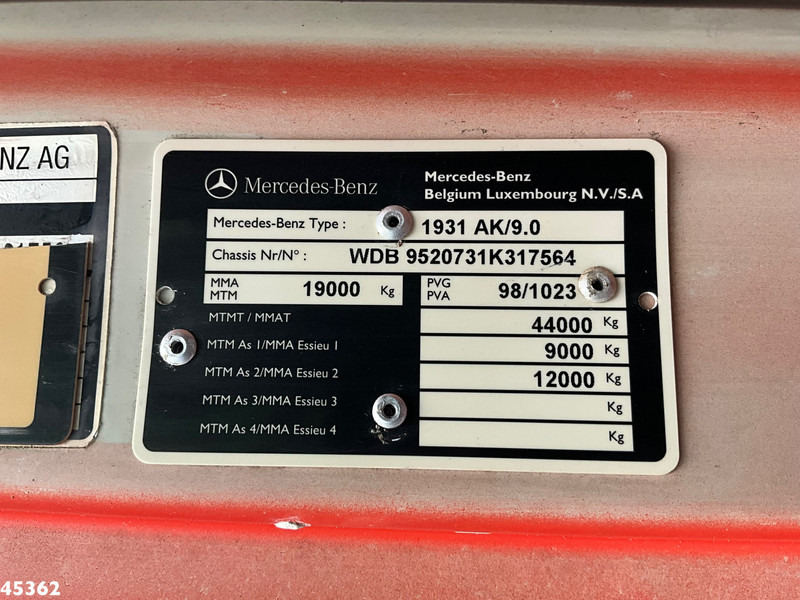 NZ AG
Mercedes-Benz
Mercedes-Benz
Belgium Luxembourg N.V./S.A
Mercedes-Benz Type : 1931 AK/9.0
Chassis Nr/N° : WDB 9520731K317564
MMA
MTM 19000 Kg
PVG
PVA 98/1023
MTMT / MMAT 44000 Kg
MTM As 1/MMA Essieu 1 9000 Kg
MTM As 2/MMA Essieu 2 12000 Kg
MTM As 3/MMA Essieu 3 Kg
MTM As 4/MMA Essieu 4 Kg
45362